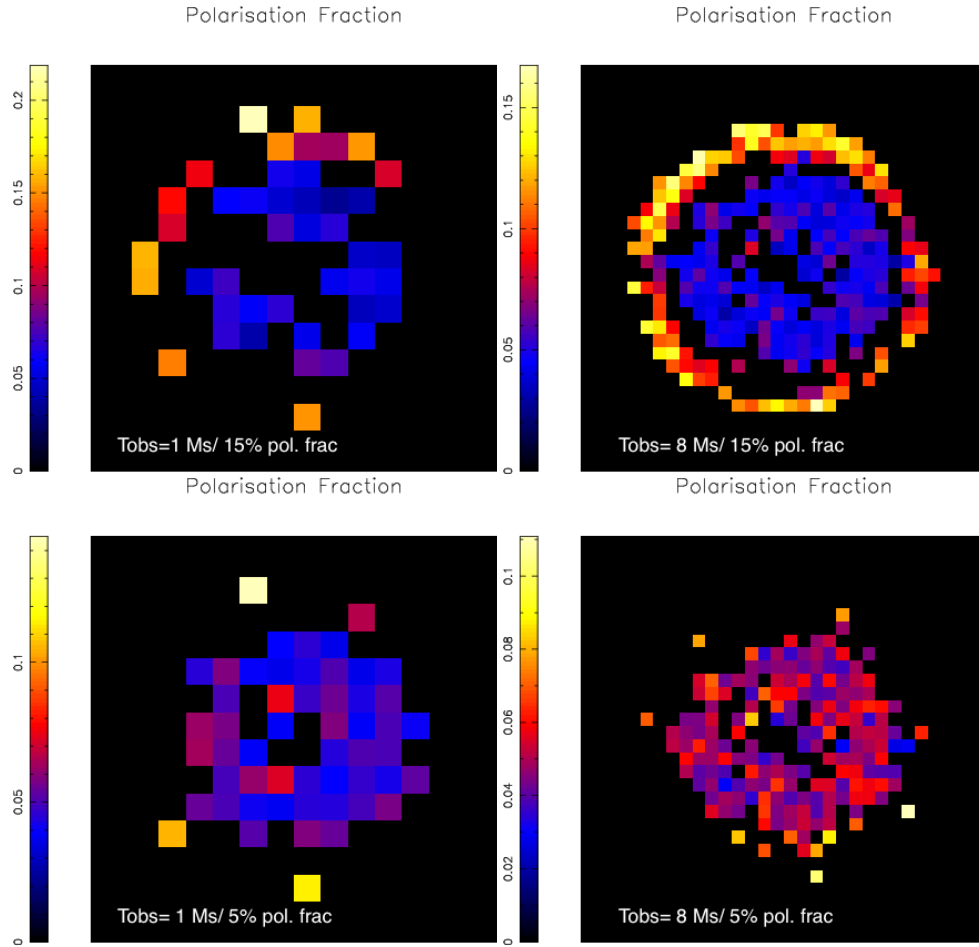 Polarisation Fraction
Polarisation Fraction
0.2
0.15
0.1
0.05
0
Tobs=1 Ms/ 15% pol. frac
0.15
0.1
0.05
0
Tobs= 8 Ms/ 15% pol. frac
Polarisation Fraction
Polarisation Fraction
0.1
0.05
0
Tobs= 1 Ms/ 5% pol. frac
0.1
0.08
0.06
0.04
0.02
0
Tobs= 8 Ms/ 5% pol. frac